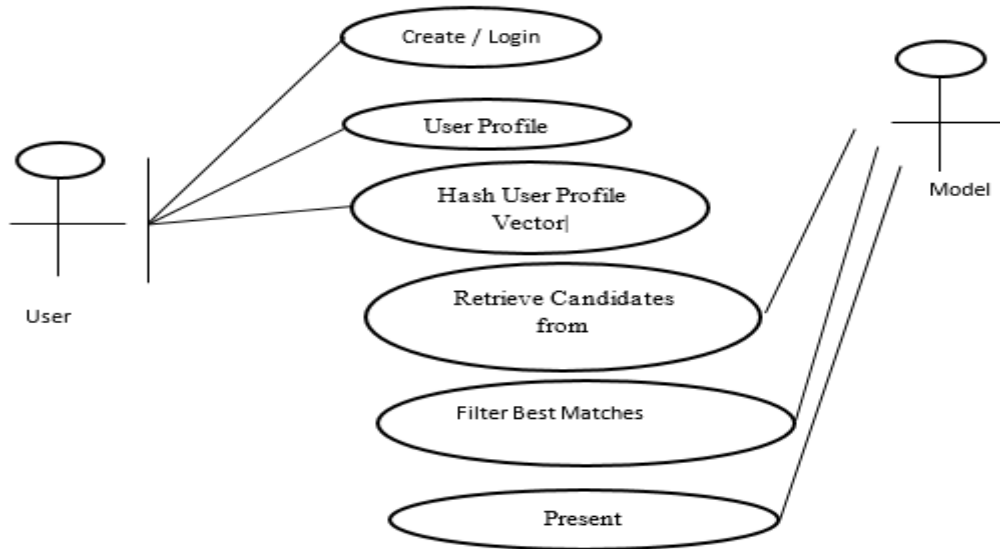 Create / Login
User Profile
Hash User Profile
Vector|
Retrieve Candidates
from
Filter Best Matches
Present
User
Model